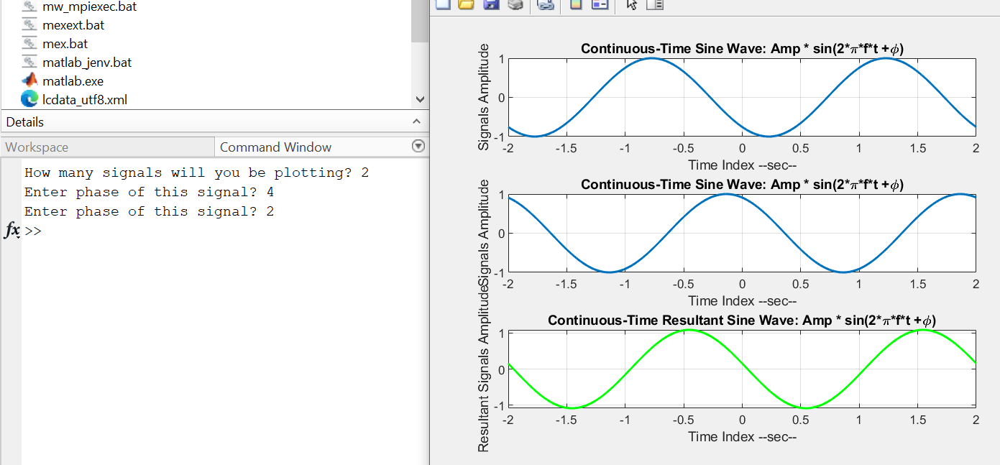 mw_mpiexec.bat
mexext.bat
mex.bat
matlab_jenv.bat
matlab.exe
lcdata_utf8.xml
Details
Workspace
Command Window
How many signals will you be plotting? 2
Enter phase of this signal? 4
Enter phase of this signal? 2
fx >>
Continuous-Time Sine Wave: Amp * sin(2*π*f*t +ϕ)
Signals Amplitude
1
0
-1
-2 -1.5 -1 -0.5 0 0.5 1 1.5 2
Time Index --sec--
Continuous-Time Sine Wave: Amp * sin(2*π*f*t +ϕ)
Signals Amplitude
1
0
-1
-2 -1.5 -1 -0.5 0 0.5 1 1.5 2
Time Index --sec--
Continuous-Time Resultant Sine Wave: Amp * sin(2*π*f*t +ϕ)
Resultant Signals Amplitude
1
0
-1
-2 -1.5 -1 -0.5 0 0.5 1 1.5 2
Time Index --sec--